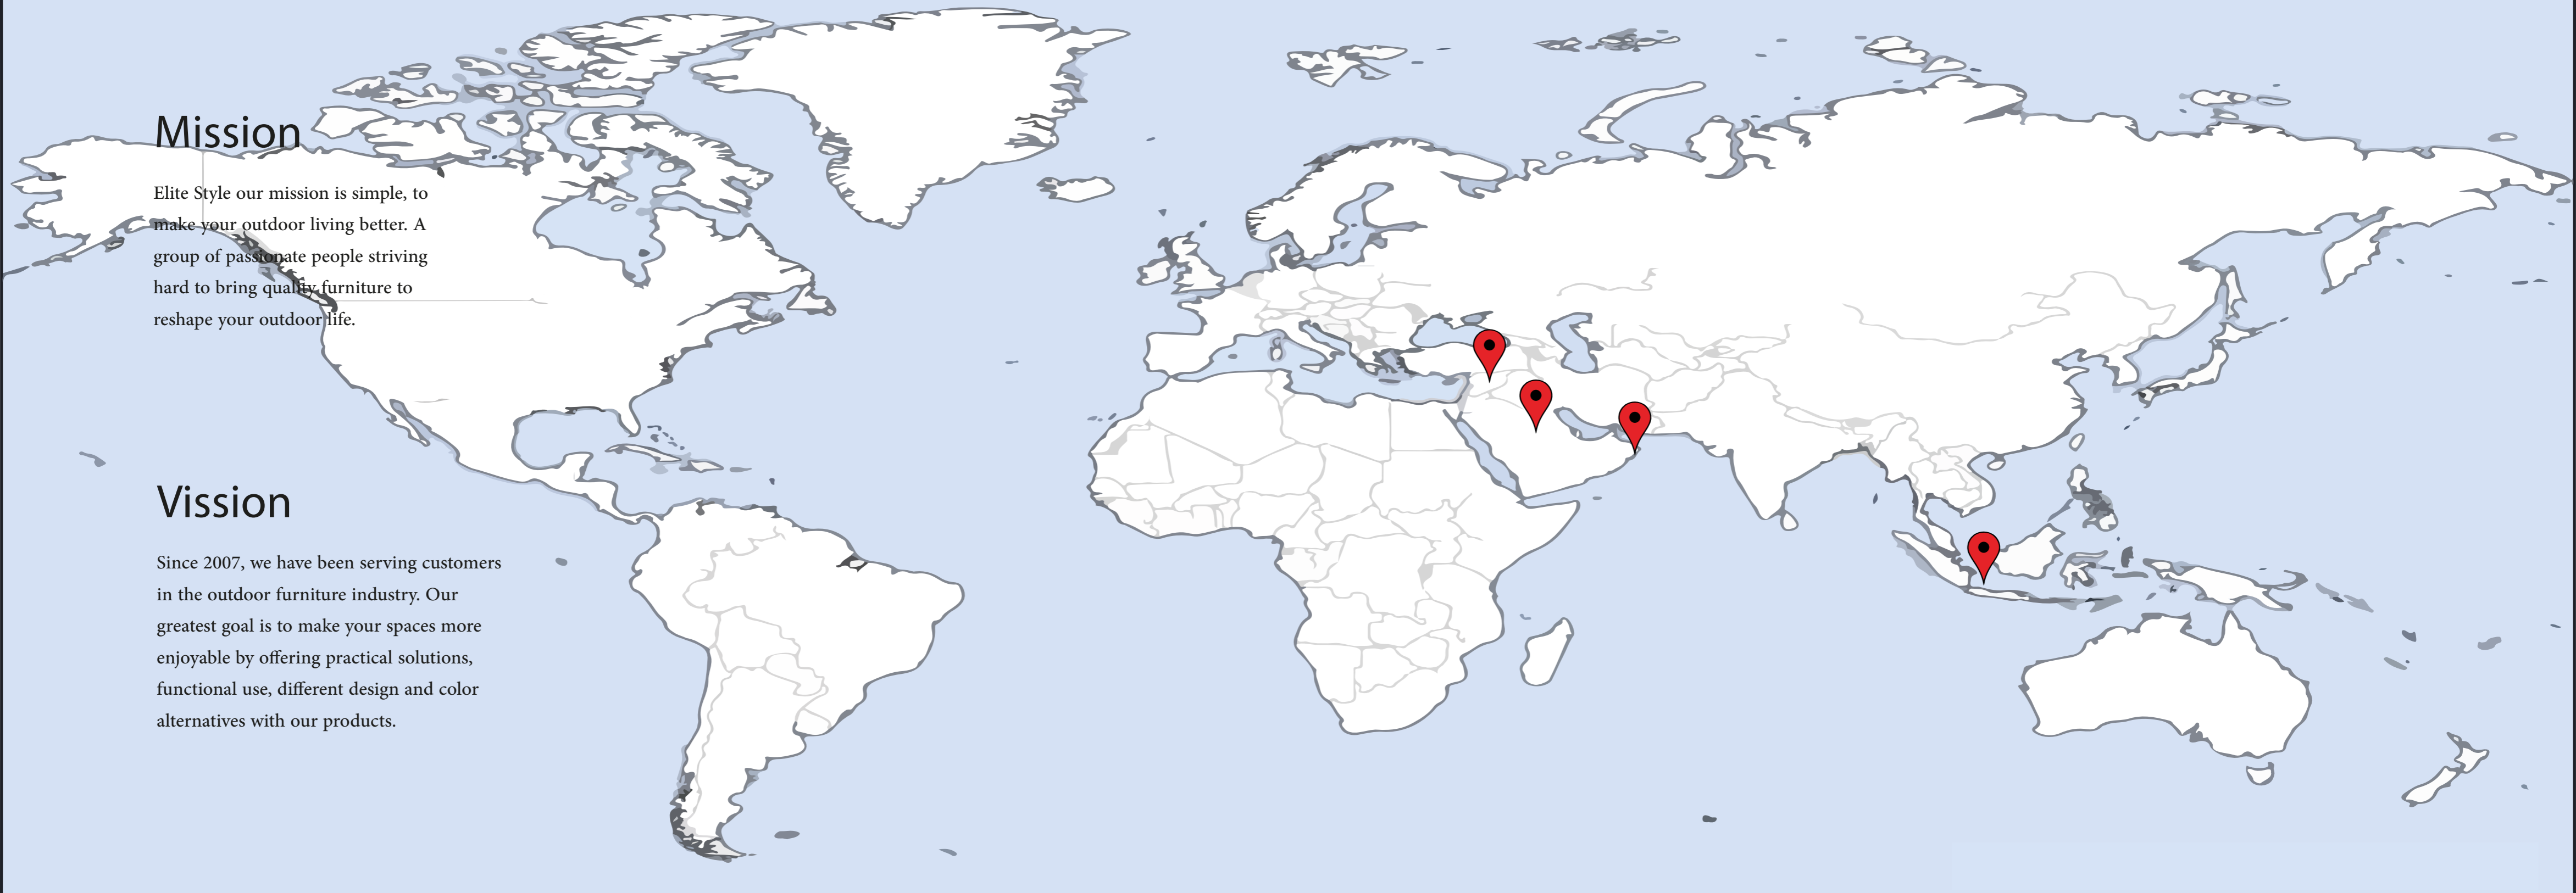 Mission
Elite Style our mission is simple, to
make your outdoor living better. A
group of passionate people striving
hard to bring quality furniture to
reshape your outdoor life.
Vission
Since 2007, we have been serving customers
in the outdoor furniture industry. Our
greatest goal is to make your spaces more
enjoyable by offering practical solutions,
functional use, different design and color
alternatives with our products.